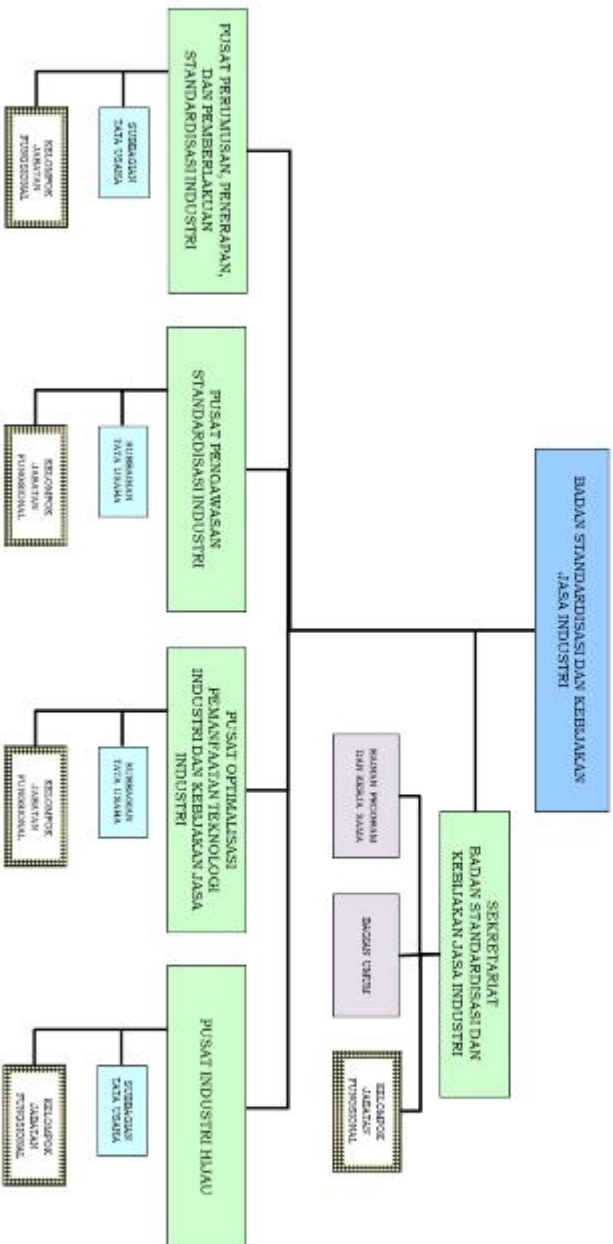 BADAN STANDARDISASI DAN KEBIJAKAN
JASA INDUSTRI
SEKRETARIAT
BADAN STANDARDISASI DAN
KEBIJAKAN JASA INDUSTRI
BAGIAN PROGRAM
DAN KERJA SAMA
BAGIAN UMUM
KELOMPOK
JABATAN
FUNGSIONAL
PUSAT PERUMUSAN, PENERAPAN,
DAN PEMBERLAKUAN
STANDARDISASI INDUSTRI
SUBBAGIAN
TATA USAHA
KELOMPOK
JABATAN
FUNGSIONAL
PUSAT PENGAWASAN
STANDARDISASI INDUSTRI
SUBBAGIAN
TATA USAHA
KELOMPOK
JABATAN
FUNGSIONAL
PUSAT OPTIMALISASI
PEMANFAATAN TEKNOLOGI
INDUSTRI DAN KEBIJAKAN JASA
INDUSTRI
SUBBAGIAN
TATA USAHA
KELOMPOK
JABATAN
FUNGSIONAL
PUSAT INDUSTRI HIJAU
SUBBAGIAN
TATA USAHA
KELOMPOK
JABATAN
FUNGSIONAL